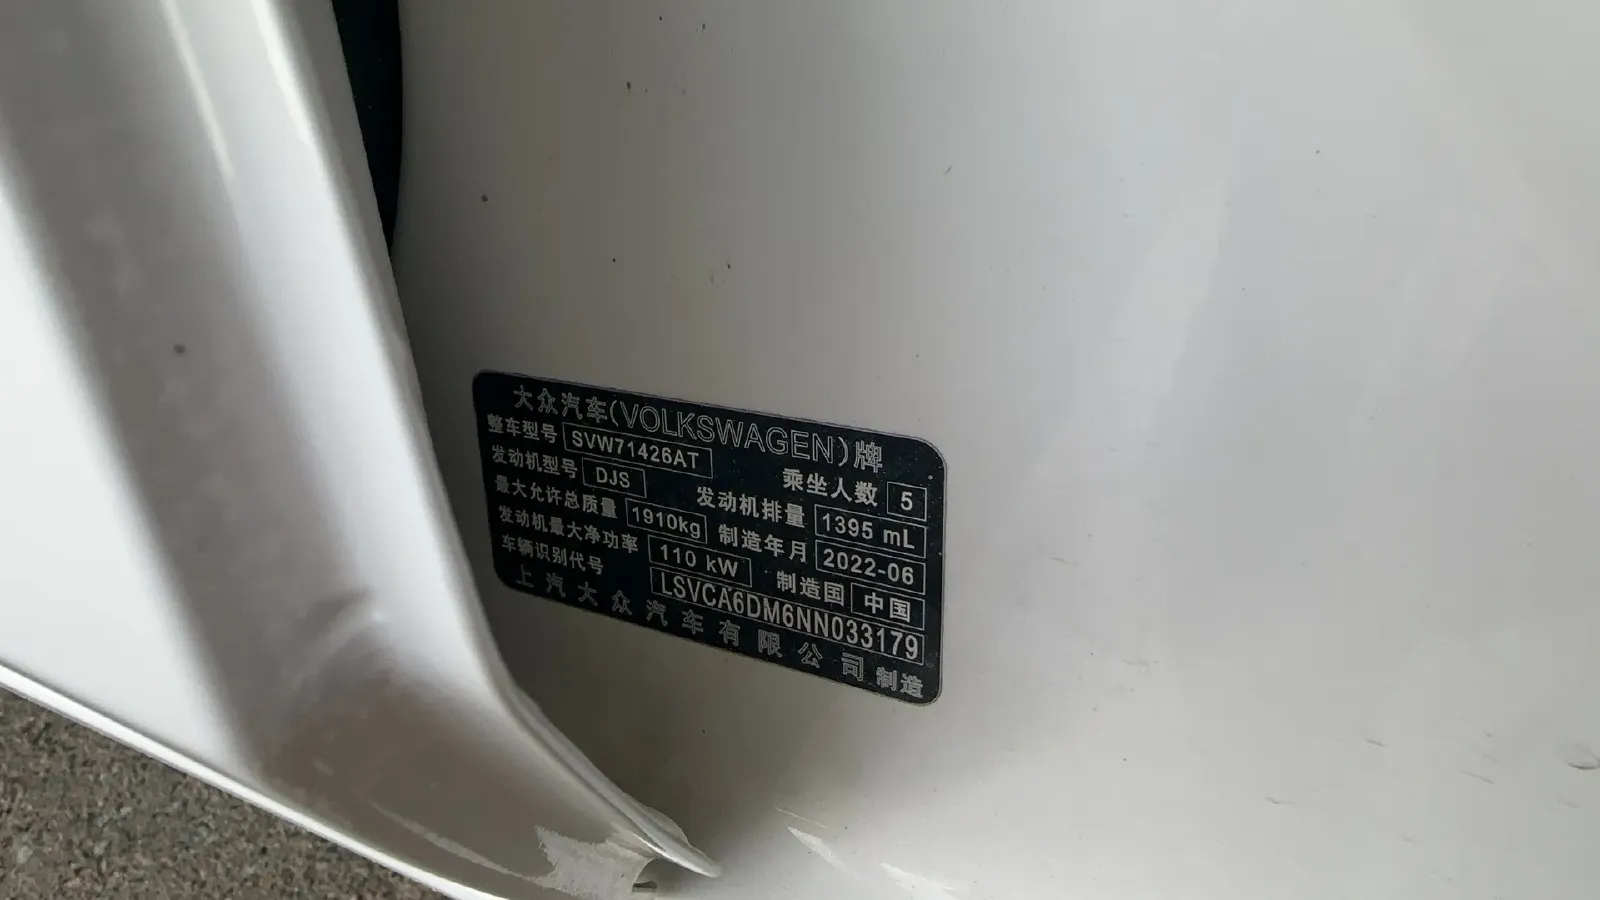 大众汽车(VOLKSWAGEN)牌
整车型号 SVW71426AT 乘坐人数 5
发动机型号 DJS 发动机排量 1395 mL
最大允许总质量 1910kg 制造年月 2022-06
发动机最大净功率 110 kW 制造国 中国
车辆识别代号 LSVCA6DM6NN033179
上汽大众汽车有限公司 制造